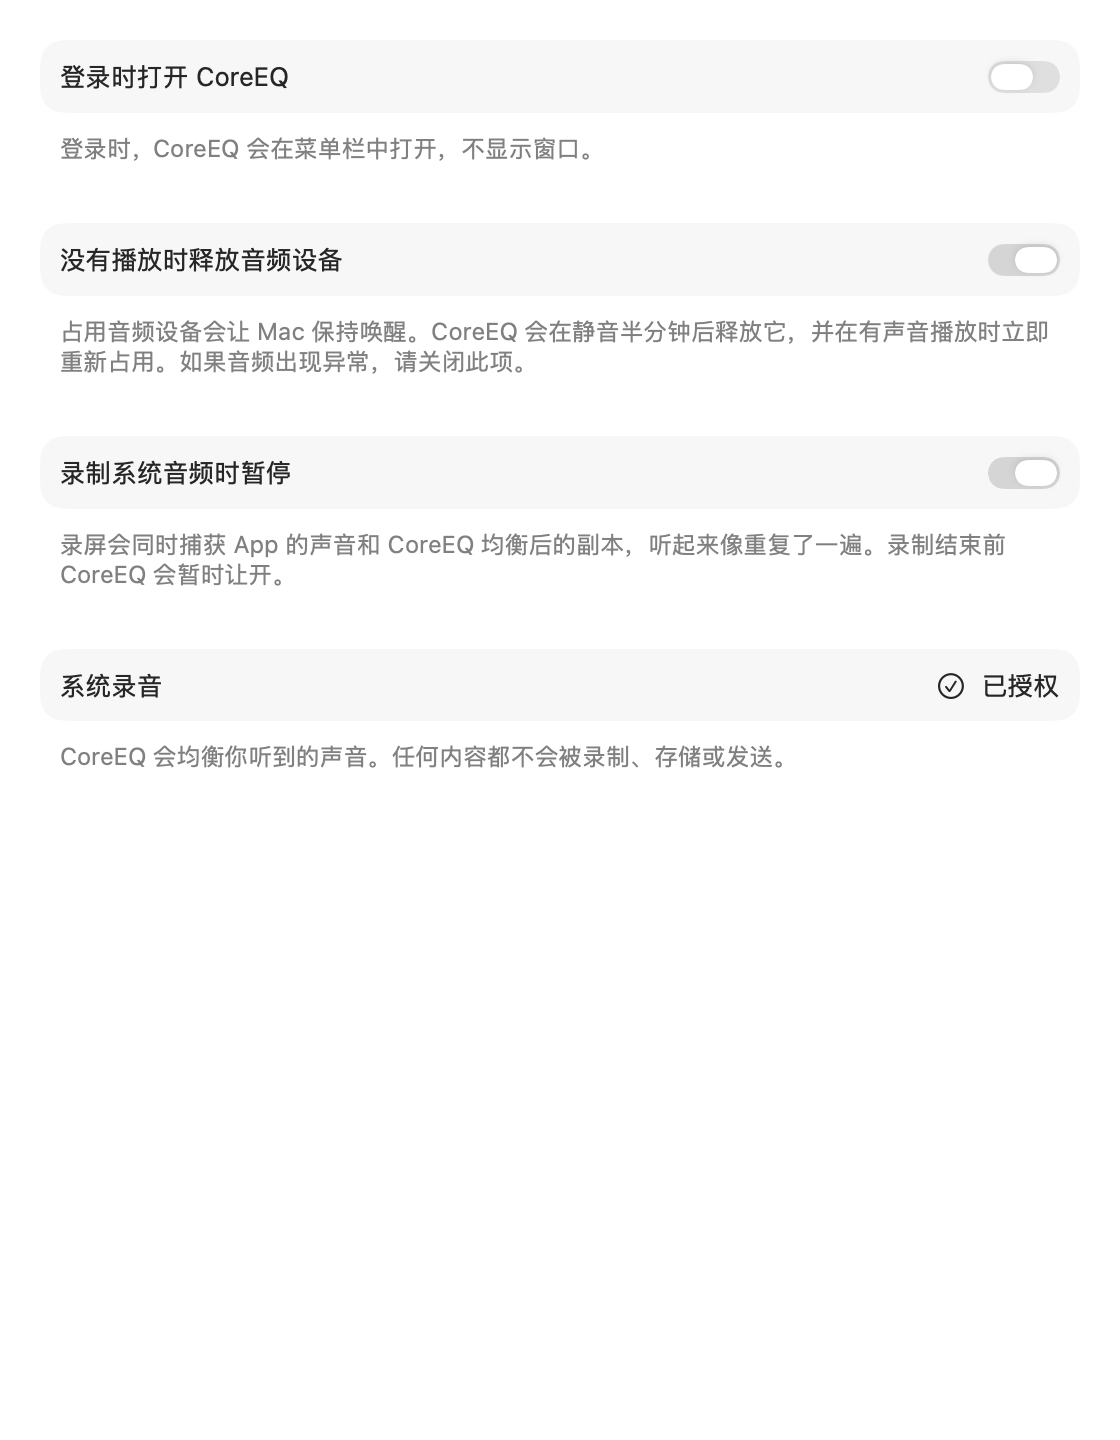 登录时打开 CoreEQ
登录时，CoreEQ 会在菜单栏中打开，不显示窗口。
没有播放时释放音频设备
占用音频设备会让 Mac 保持唤醒。CoreEQ 会在静音半分钟后释放它，并在有声音播放时立即
重新占用。如果音频出现异常，请关闭此项。
录制系统音频时暂停
录屏会同时捕获 App 的声音和 CoreEQ 均衡后的副本，听起来像重复了一遍。录制结束前
CoreEQ 会暂时让开。
系统录音 已授权
CoreEQ 会均衡你听到的声音。任何内容都不会被录制、存储或发送。